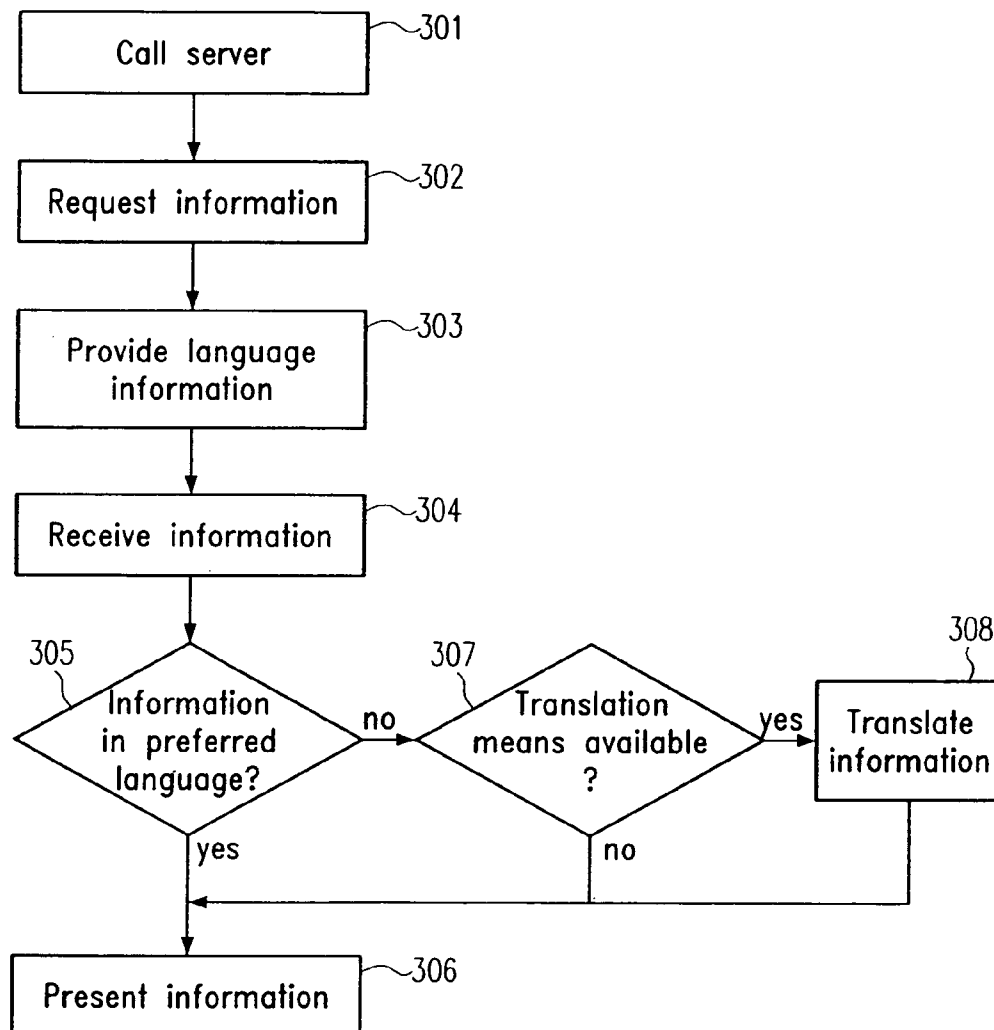 301
Call server
302
Request information
303
Provide language
information
304
Receive information
305
Information
in preferred
language?
no
yes
307
Translation
means available
?
yes
no
308
Translate
information
306
Present information